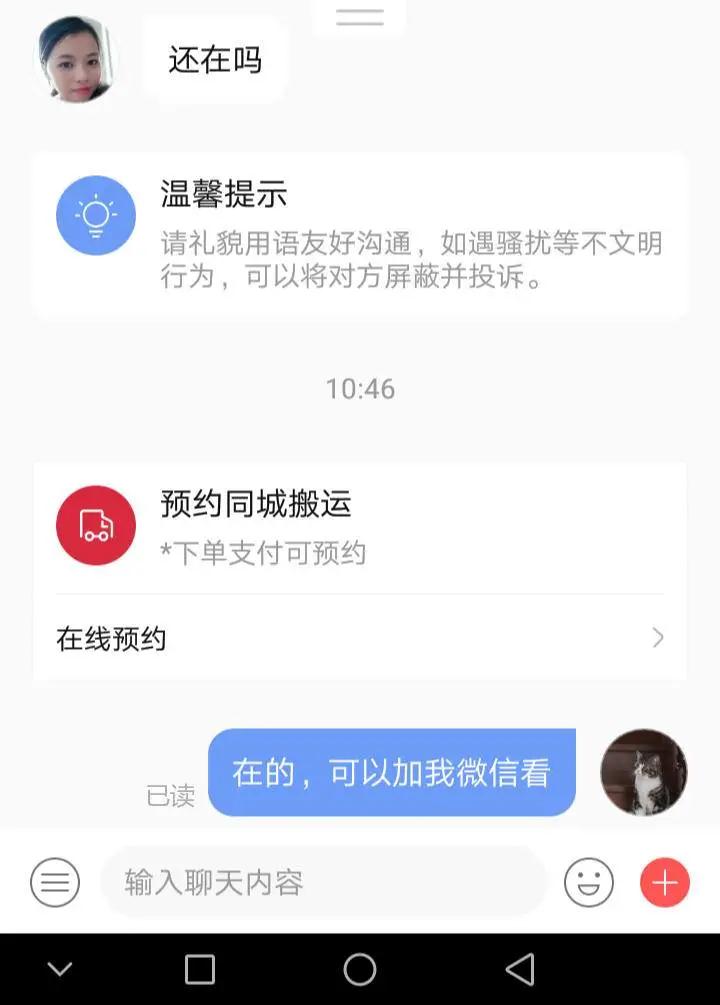 还在吗
温馨提示
请礼貌用语友好沟通，如遇骚扰等不文明
行为，可以将对方屏蔽并投诉。
10:46
预约同城搬运
*下单支付可预约
在线预约
已读
在的，可以加我微信看
输入聊天内容